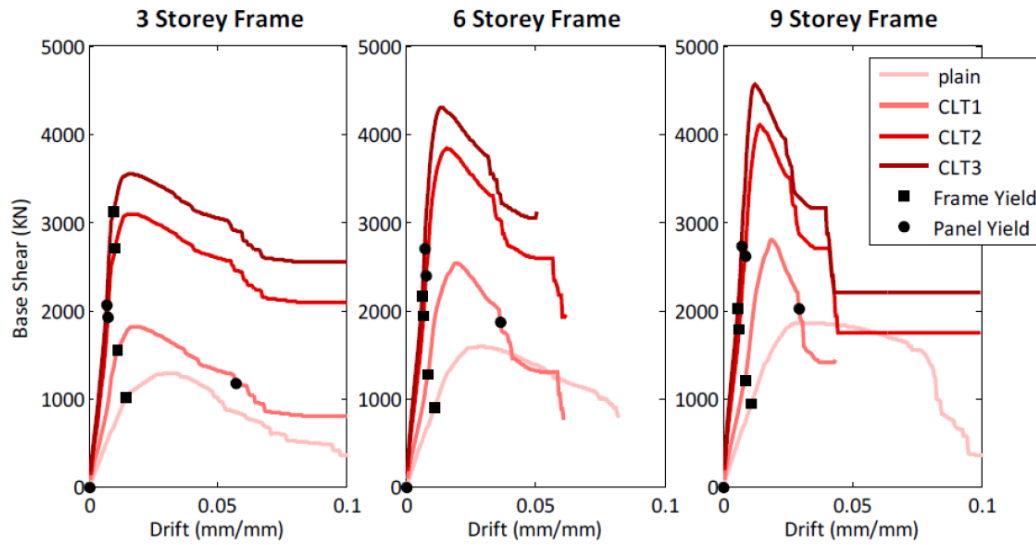 3 Storey Frame
6 Storey Frame
9 Storey Frame
Base Shear (KN)
5000
4000
3000
2000
1000
0
0
0.05
0.1
Drift (mm/mm)
5000
4000
3000
2000
1000
0
0
0.05
0.1
Drift (mm/mm)
5000
4000
3000
2000
1000
0
0
0.05
0.1
Drift (mm/mm)
plain
CLT1
CLT2
CLT3
Frame Yield
Panel Yield